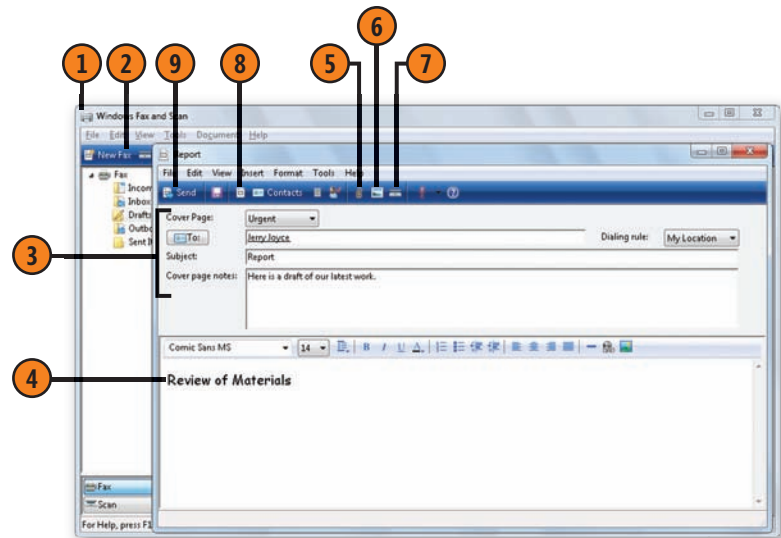 6
1 2 9 8 5 7
Windows Fax and Scan
File Edit View Tools Document Help
New Fax
Report
File Edit View Insert Format Tools Help
Send Contacts
Fax
Incom
Inbox
Drafts
Outbo
Sent It
3
Cover Page: Urgent
To: Jerry Joyce Dialing rule: My Location
Subject: Report
Cover page notes: Here is a draft of our latest work.
Comic Sans MS 14 B I U A
4
Review of Materials
Fax
Scan
For Help, press F1